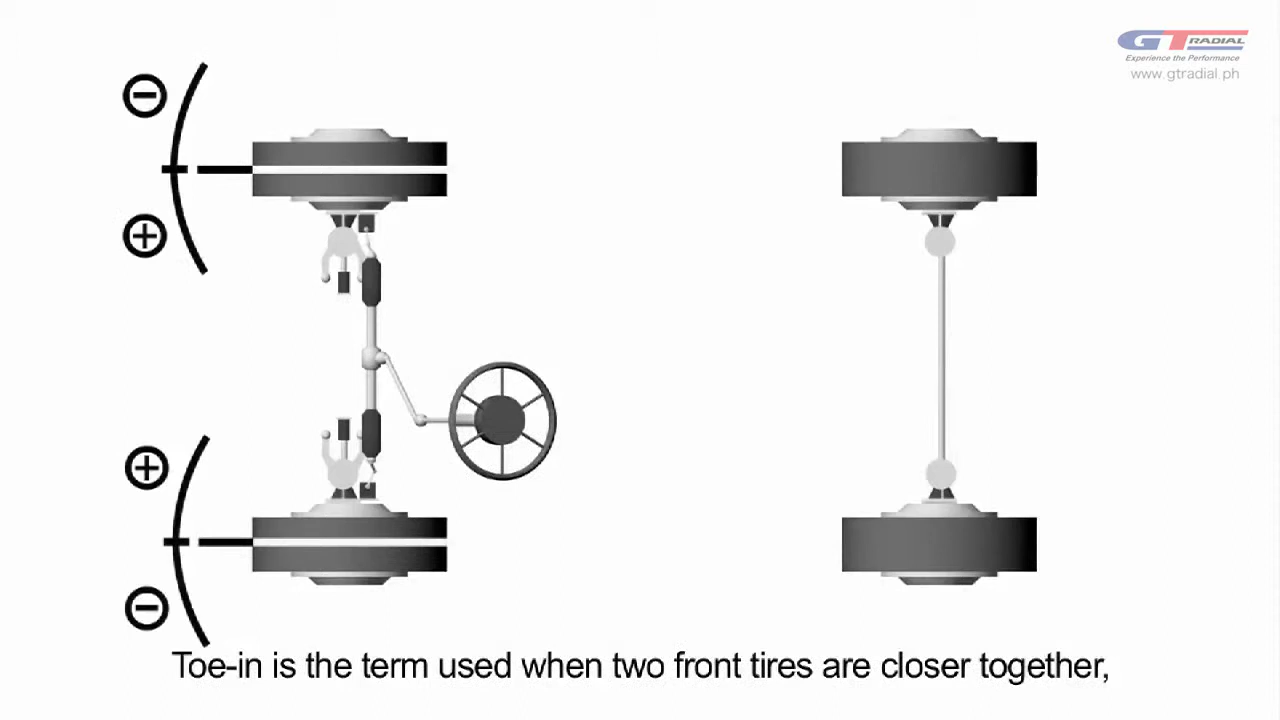 GT RADIAL
Experience the Performance
www.gtradial.ph
Toe-in is the term used when two front tires are closer together,